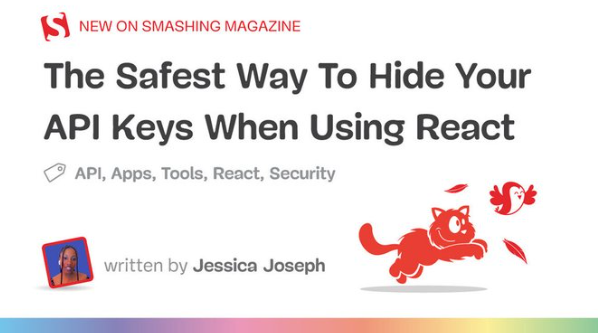 NEW ON SMASHING MAGAZINE
The Safest Way To Hide Your
API Keys When Using React
API, Apps, Tools, React, Security
written by Jessica Joseph